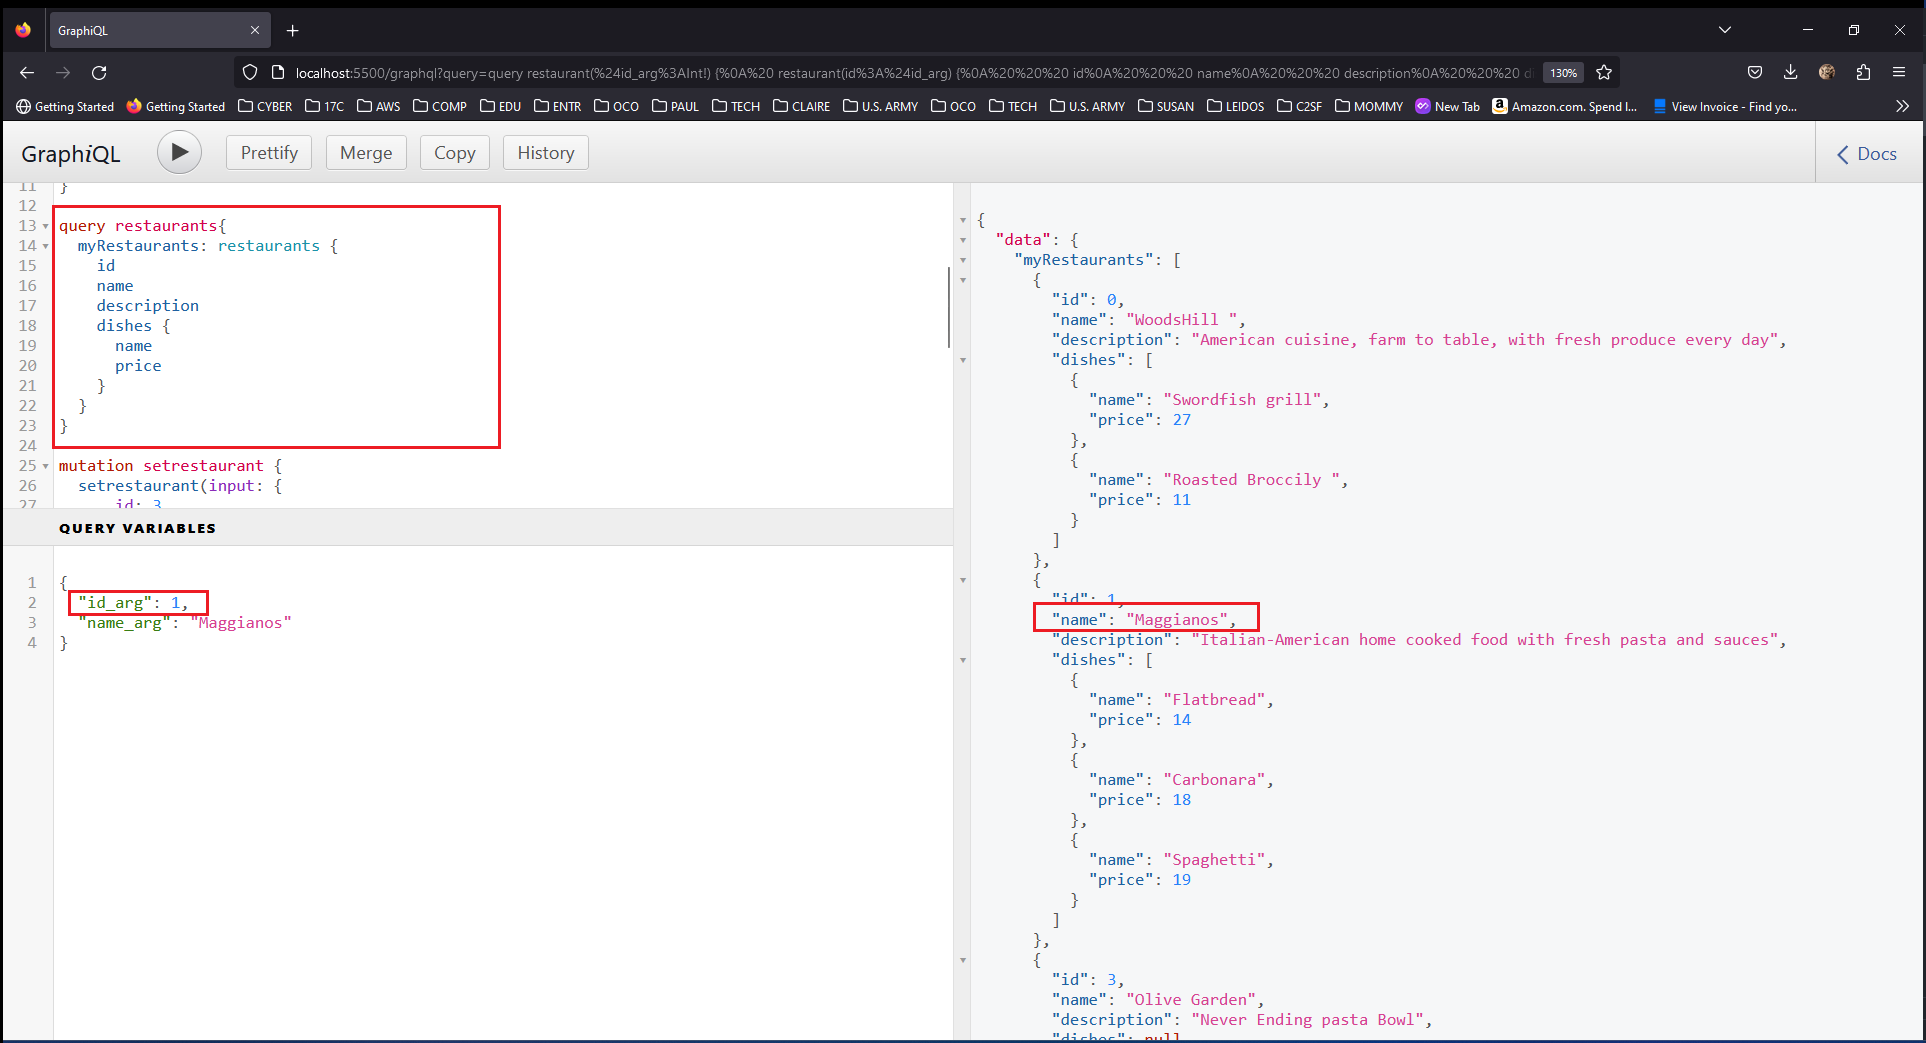 GraphiQL
localhost:5500/graphql?query=query restaurant(%24id_arg%3AInt!) {%0A%20 restaurant(id%3A%24id_arg) {%0A%20%20%20 id%0A%20%20%20 name%0A%20%20%20 description%0A%20%20%20 d
130%
Getting Started Getting Started CYBER 17C AWS COMP EDU ENTR OCO PAUL TECH CLAIRE U.S. ARMY OCO TECH U.S. ARMY SUSAN LEIDOS C2SF MOMMY New Tab Amazon.com. Spend l... View Invoice - Find yo...
GraphiQL Prettify Merge Copy History Docs
11 }
12
13 query restaurants{
14 myRestaurants: restaurants {
15 id
16 name
17 description
18 dishes {
19 name
20 price
21 }
22 }
23 }
24
25 mutation setrestaurant {
26 setrestaurant(input: {
27 id: 3
QUERY VARIABLES
1 {
2 "id_arg": 1,
3 "name_arg": "Maggianos"
4 }
{
"data": {
"myRestaurants": [
{
"id": 0,
"name": "WoodsHill ",
"description": "American cuisine, farm to table, with fresh produce every day",
"dishes": [
{
"name": "Swordfish grill",
"price": 27
},
{
"name": "Roasted Broccily ",
"price": 11
}
]
},
{
"id": 1,
"name": "Maggianos",
"description": "Italian-American home cooked food with fresh pasta and sauces",
"dishes": [
{
"name": "Flatbread",
"price": 14
},
{
"name": "Carbonara",
"price": 18
},
{
"name": "Spaghetti",
"price": 19
}
]
},
{
"id": 3,
"name": "Olive Garden",
"description": "Never Ending pasta Bowl",
"dishes": null